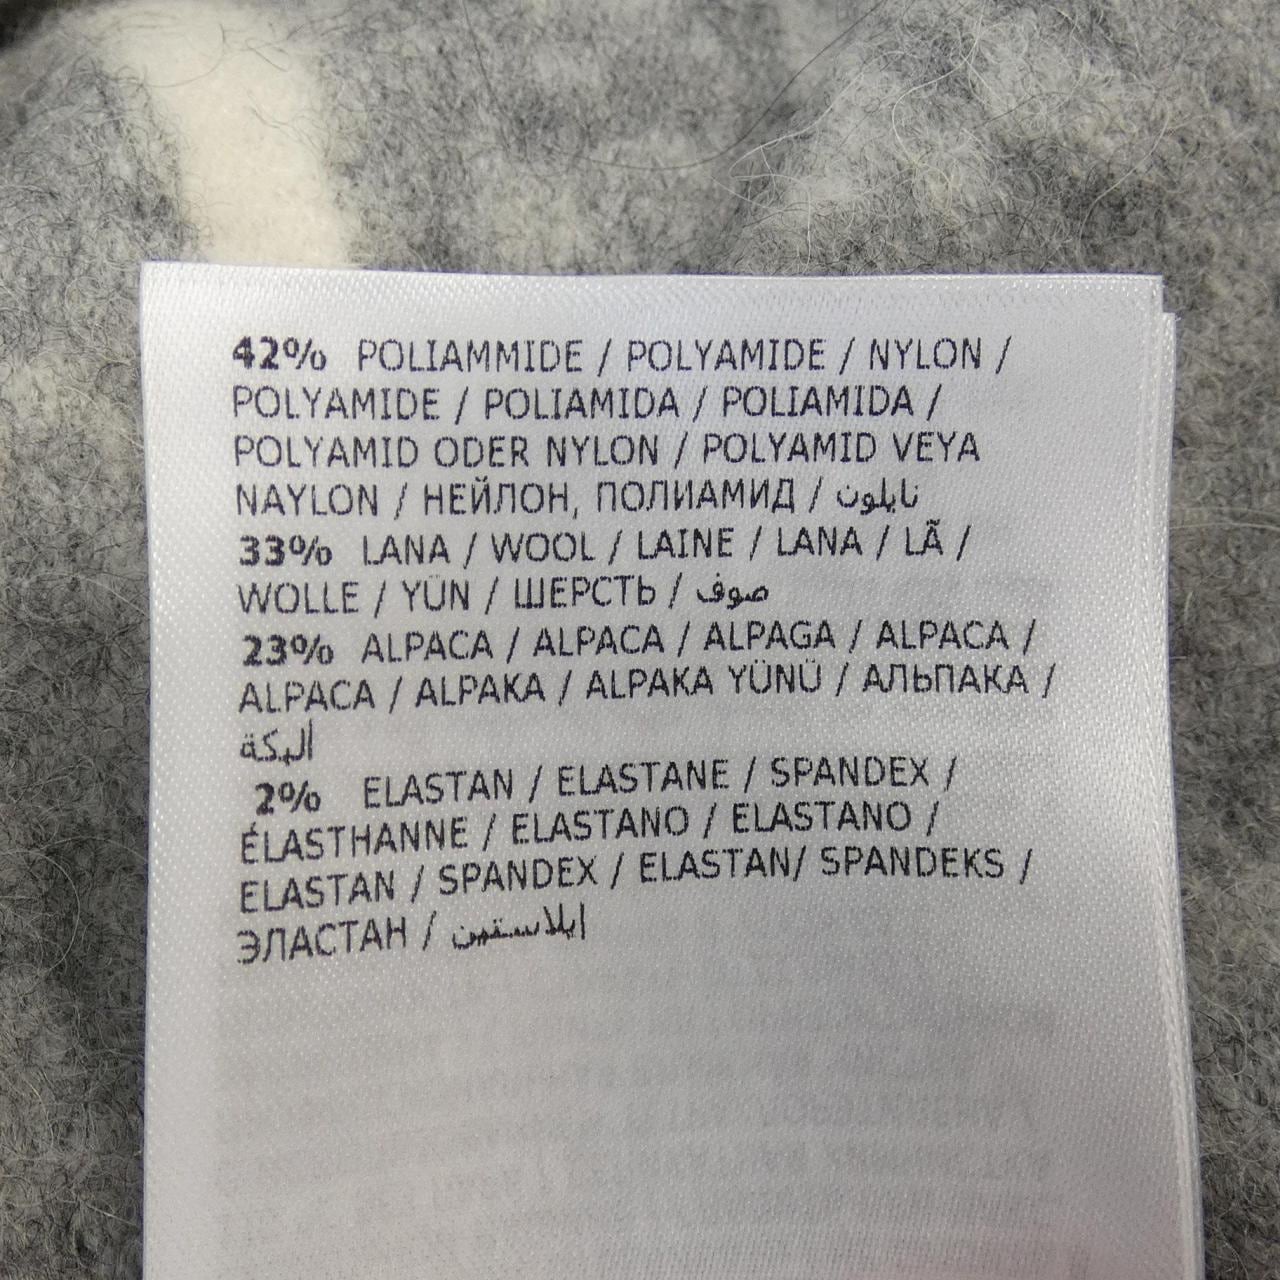 42% POLIAMMIDE / POLYAMIDE / NYLON /
POLYAMIDE / POLIAMIDA / POLIAMIDA /
POLYAMID ODER NYLON / POLYAMID VEYA
NAYLON / НЕЙЛОН, ПОЛИАМИД / نايلون
33% LANA / WOOL / LAINE / LANA / LÃ /
WOLLE / YÜN / ШЕРСТЬ / صوف
23% ALPACA / ALPACA / ALPAGA / ALPACA /
ALPACA / ALPAKA / ALPAKA YÜNÜ / АЛЬПАКА /
ألبكة
2% ELASTAN / ELASTANE / SPANDEX /
ÉLASTHANNE / ELASTANO / ELASTANO /
ELASTAN / SPANDEX / ELASTAN/ SPANDEKS /
ЭЛАСТАН / ايلاستين